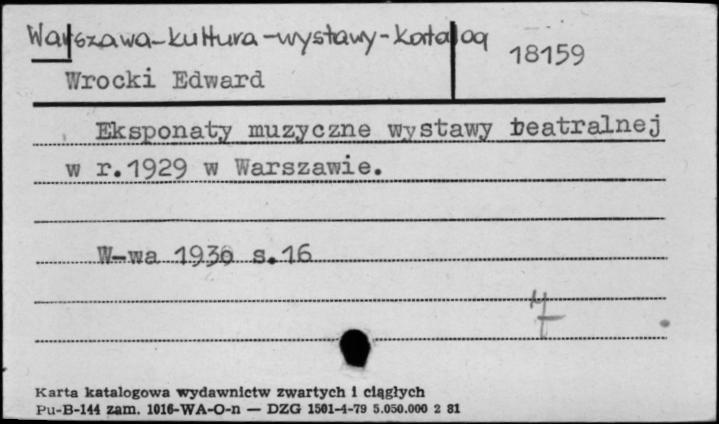 Warszawa-kultura-wystawy-katalog
18159
Wrocki Edward
Eksponaty muzyczne wystawy teatralnej
w r.1929 w Warszawie.
W-wa 1930 s.16
Karta katalogowa wydawnictw zwartych i ciągłych
Pu-B-144 zam. 1016-WA-O-n — DZG 1501-4-79 5.050.000 2 81